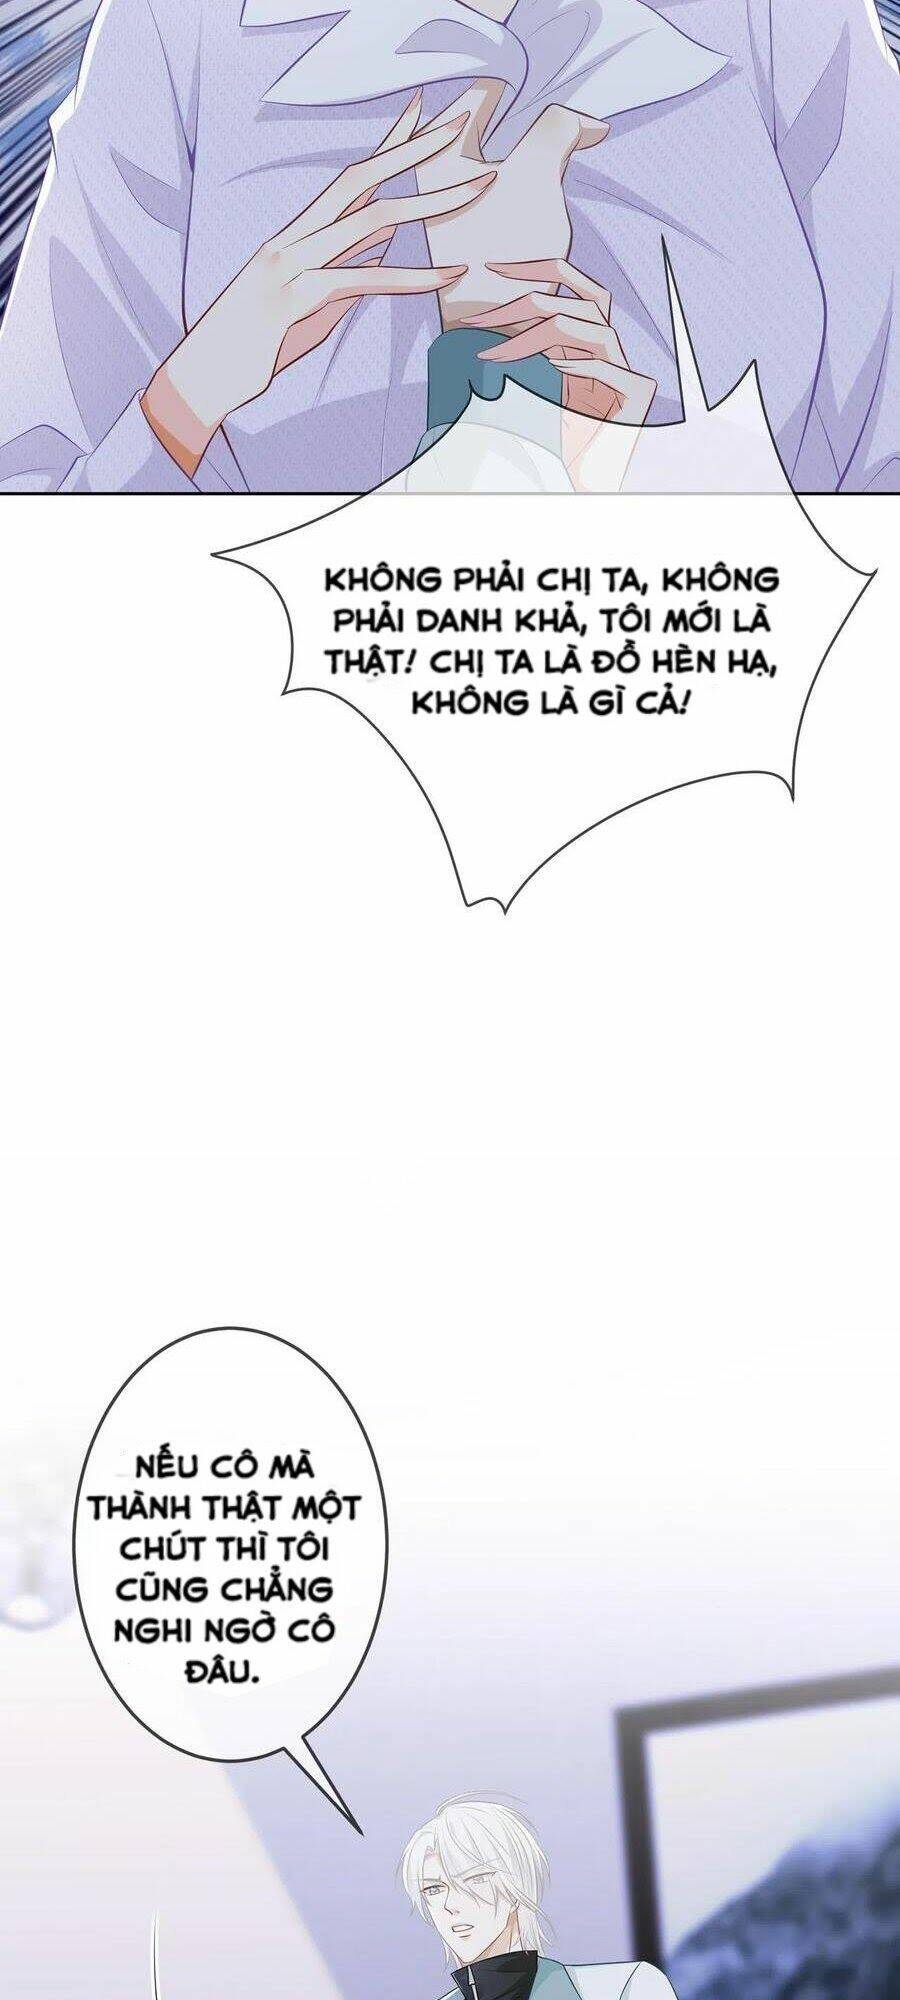 KHÔNG PHẢI CHỊ TA, KHÔNG
PHẢI DANH KHẢ, TÔI MỚI LÀ
THẬT! CHỊ TA LÀ ĐỒ HÈN HẠ,
KHÔNG LÀ GÌ CẢ!
NẾU CÔ MÀ
THÀNH THẬT MỘT
CHÚT THÌ TÔI
CŨNG CHẲNG
NGHI NGỜ CÔ
ĐÂU.